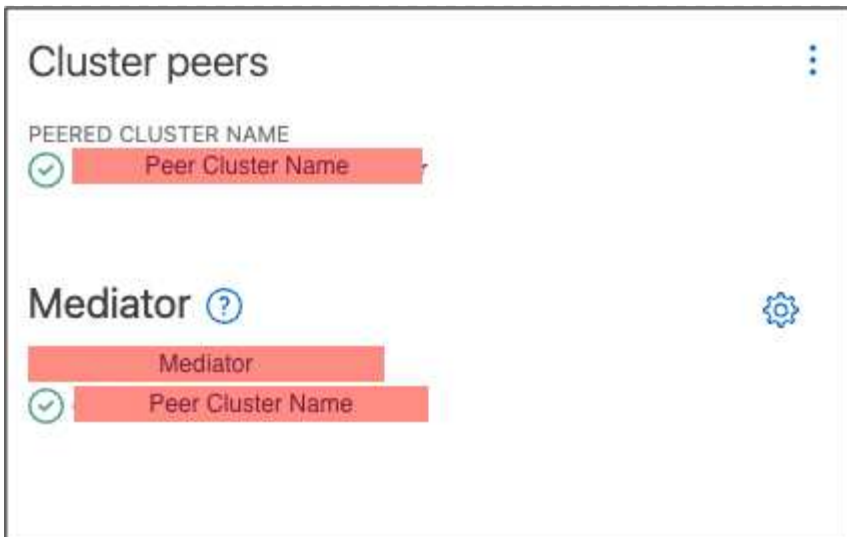 Cluster peers
PEERED CLUSTER NAME
Peer Cluster Name
Mediator ?
Mediator
Peer Cluster Name